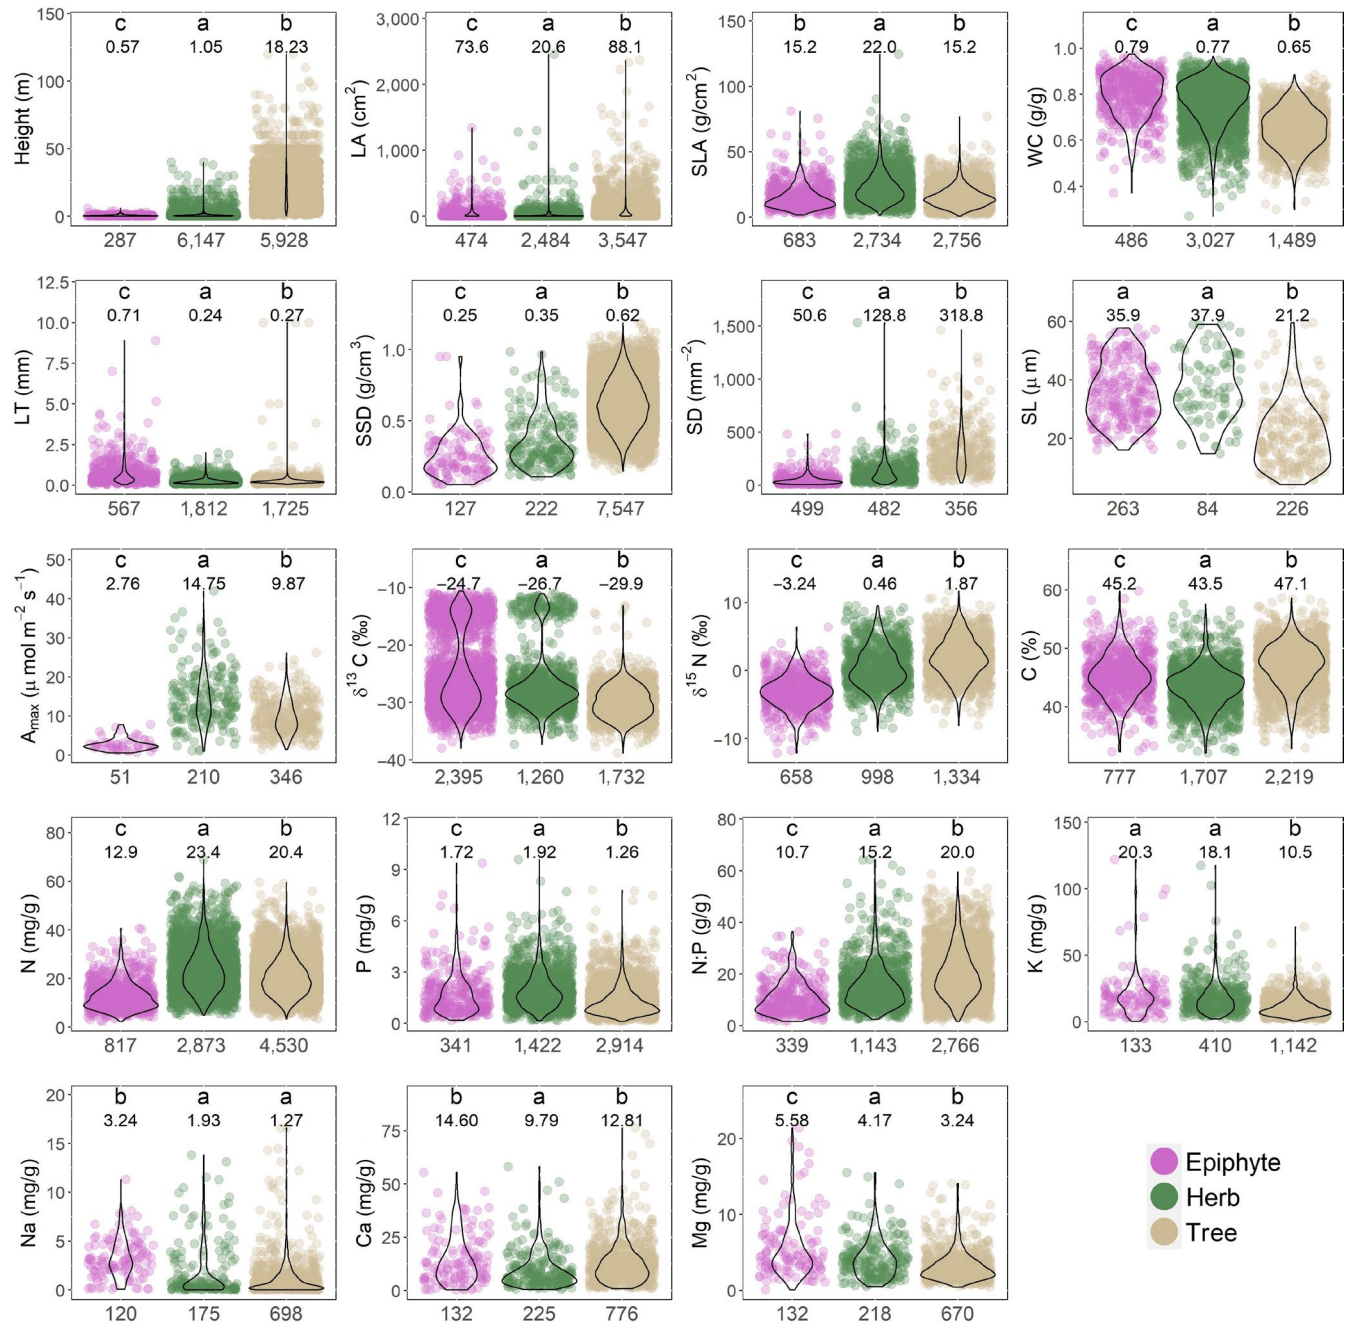 c a b
0.57 1.05 18.23
150
100
50
0
Height (m)
287 6,147 5,928
c a b
73.6 20.6 88.1
3,000
2,000
1,000
0
LA (cm2)
474 2,484 3,547
b a b
15.2 22.0 15.2
150
100
50
0
SLA (g/cm2)
683 2,734 2,756
c a b
0.79 0.77 0.65
1.0
0.8
0.6
0.4
WC (g/g)
486 3,027 1,489
c a b
0.71 0.24 0.27
12.5
10.0
7.5
5.0
2.5
0.0
LT (mm)
567 1,812 1,725
c a b
0.25 0.35 0.62
1.0
0.5
0.0
SSD (g/cm3)
127 222 7,547
c a b
50.6 128.8 318.8
1,500
1,000
500
0
SD (mm−2)
499 482 356
a a b
35.9 37.9 21.2
60
40
20
SL (μ m)
263 84 226
c a b
2.76 14.75 9.87
50
40
30
20
10
0
Amax (μ mol m−2 s−1)
51 210 346
c a b
−24.7 −26.7 −29.9
−10
−20
−30
−40
δ13 C (‰)
2,395 1,260 1,732
c a b
−3.24 0.46 1.87
10
0
−10
δ15 N (‰)
658 998 1,334
c a b
45.2 43.5 47.1
60
50
40
C (%)
777 1,707 2,219
c a b
12.9 23.4 20.4
80
60
40
20
0
N (mg/g)
817 2,873 4,530
c a b
1.72 1.92 1.26
12
9
6
3
0
P (mg/g)
341 1,422 2,914
c a b
10.7 15.2 20.0
80
60
40
20
0
N:P (g/g)
339 1,143 2,766
a a b
20.3 18.1 10.5
150
100
50
0
K (mg/g)
133 410 1,142
b a a
3.24 1.93 1.27
20
15
10
5
0
Na (mg/g)
120 175 698
b a b
14.60 9.79 12.81
75
50
25
0
Ca (mg/g)
132 225 776
c a b
5.58 4.17 3.24
20
10
0
Mg (mg/g)
132 218 670
Epiphyte
Herb
Tree